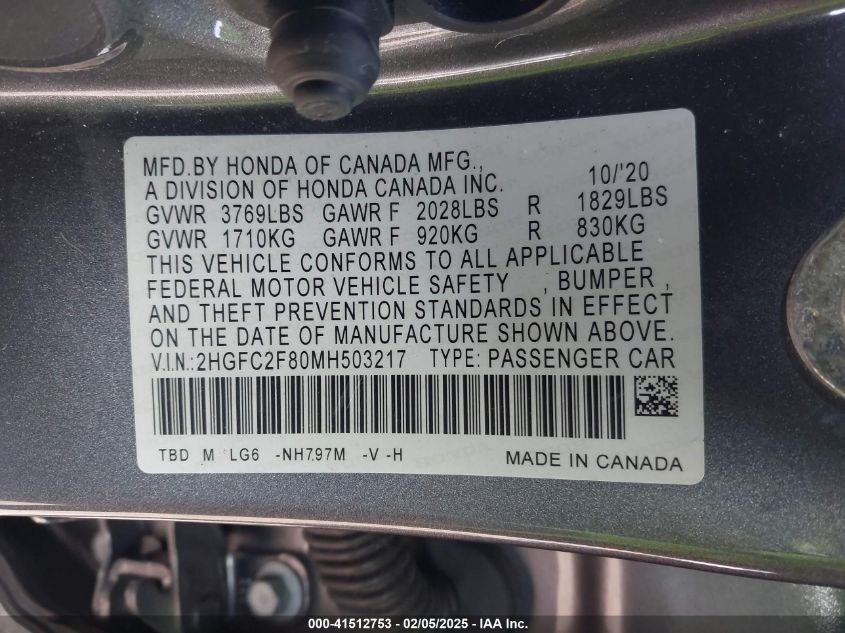 MFD.BY HONDA OF CANADA MFG.,
A DIVISION OF HONDA CANADA INC. 10/'20
GVWR 3769LBS GAWR F 2028LBS R 1829LBS
GVWR 1710KG GAWR F 920KG R 830KG
THIS VEHICLE CONFORMS TO ALL APPLICABLE
FEDERAL MOTOR VEHICLE SAFETY , BUMPER ,
AND THEFT PREVENTION STANDARDS IN EFFECT
ON THE DATE OF MANUFACTURE SHOWN ABOVE.
V.I.N.:2HGFC2F80MH503217 TYPE: PASSENGER CAR
TBD M LG6 -NH797M -V -H MADE IN CANADA
000-41512753 - 02/05/2025 - IAA Inc.